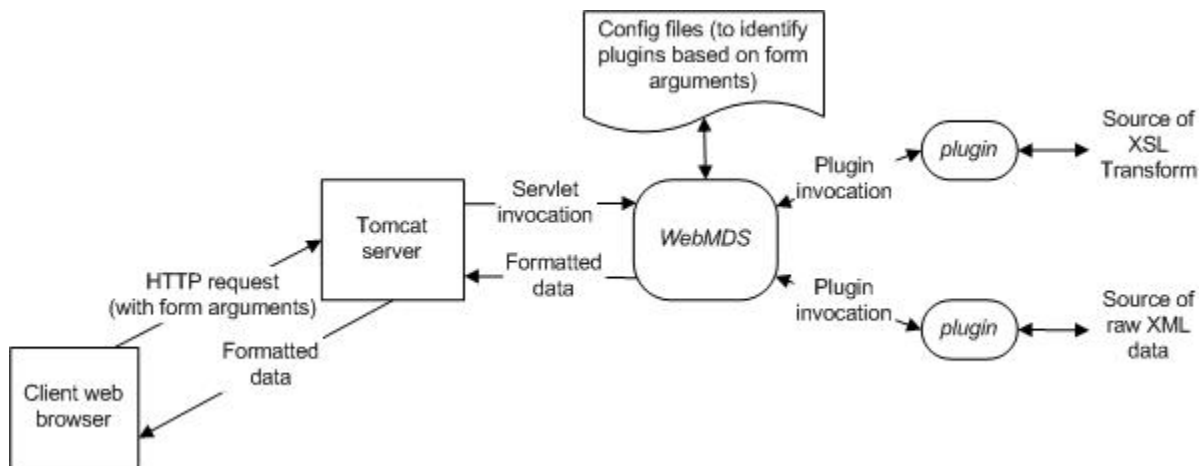 Config files (to identify
plugins based on form
arguments)
plugin
Source of
XSL
Transform
Plugin
invocation
Servlet
invocation
Tomcat
server
WebMDS
Formatted
data
HTTP request
(with form arguments)
Plugin
invocation
plugin
Source of
raw XML
data
Formatted
data
Client web
browser